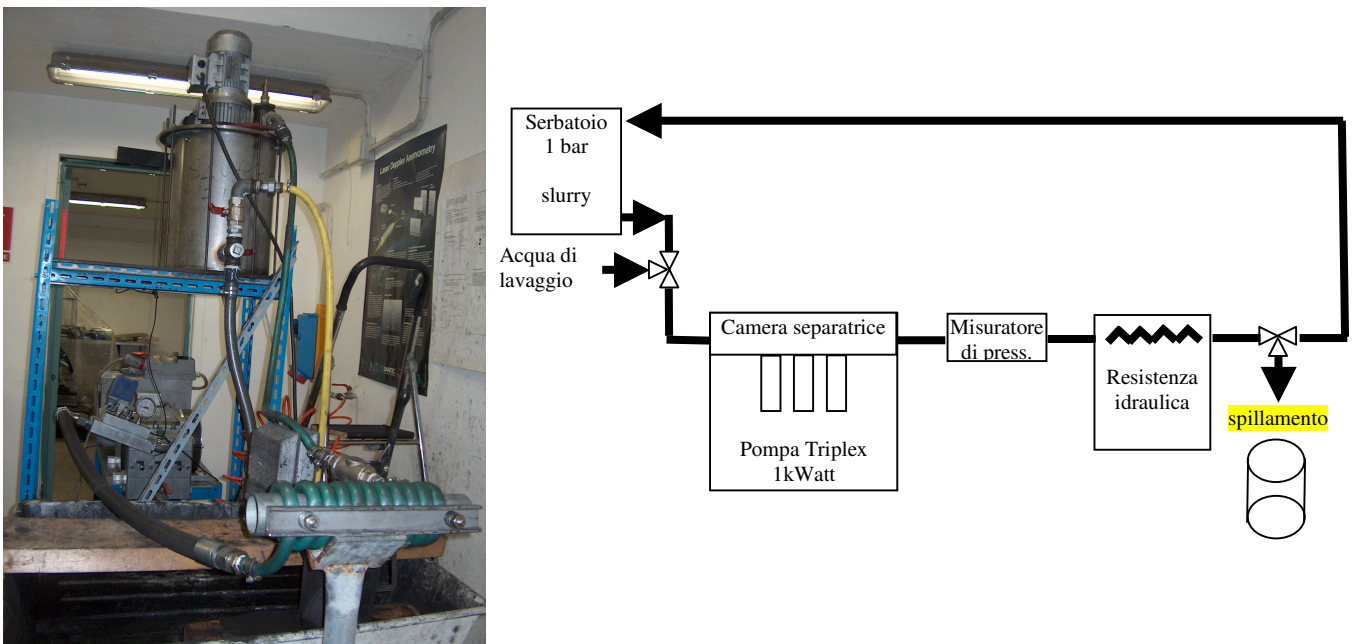 Laser Doppler Anemometry
Serbatoio
1 bar
slurry
Acqua di
lavaggio
Camera separatrice
Pompa Triplex
1kWatt
Misuratore
di press.
Resistenza
idraulica
spillamento